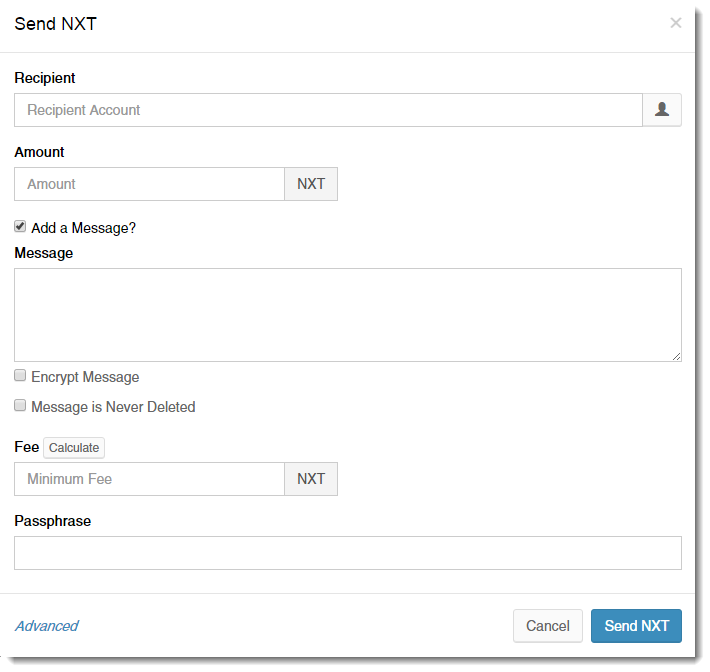 Send NXT ×
Recipient
Recipient Account
Amount
Amount NXT
Add a Message?
Message
Encrypt Message
Message is Never Deleted
Fee Calculate
Minimum Fee NXT
Passphrase
Advanced Cancel Send NXT